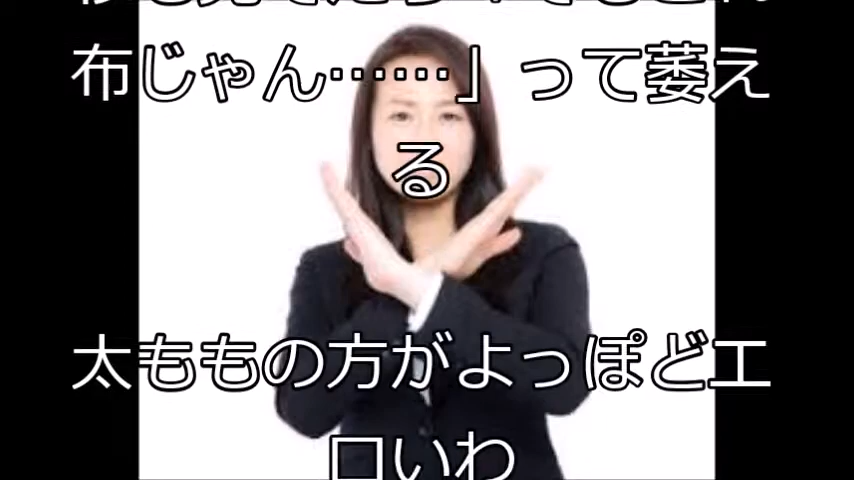 布じゃん……」って萎え
る
太ももの方がよっぽどエ
ロいわ